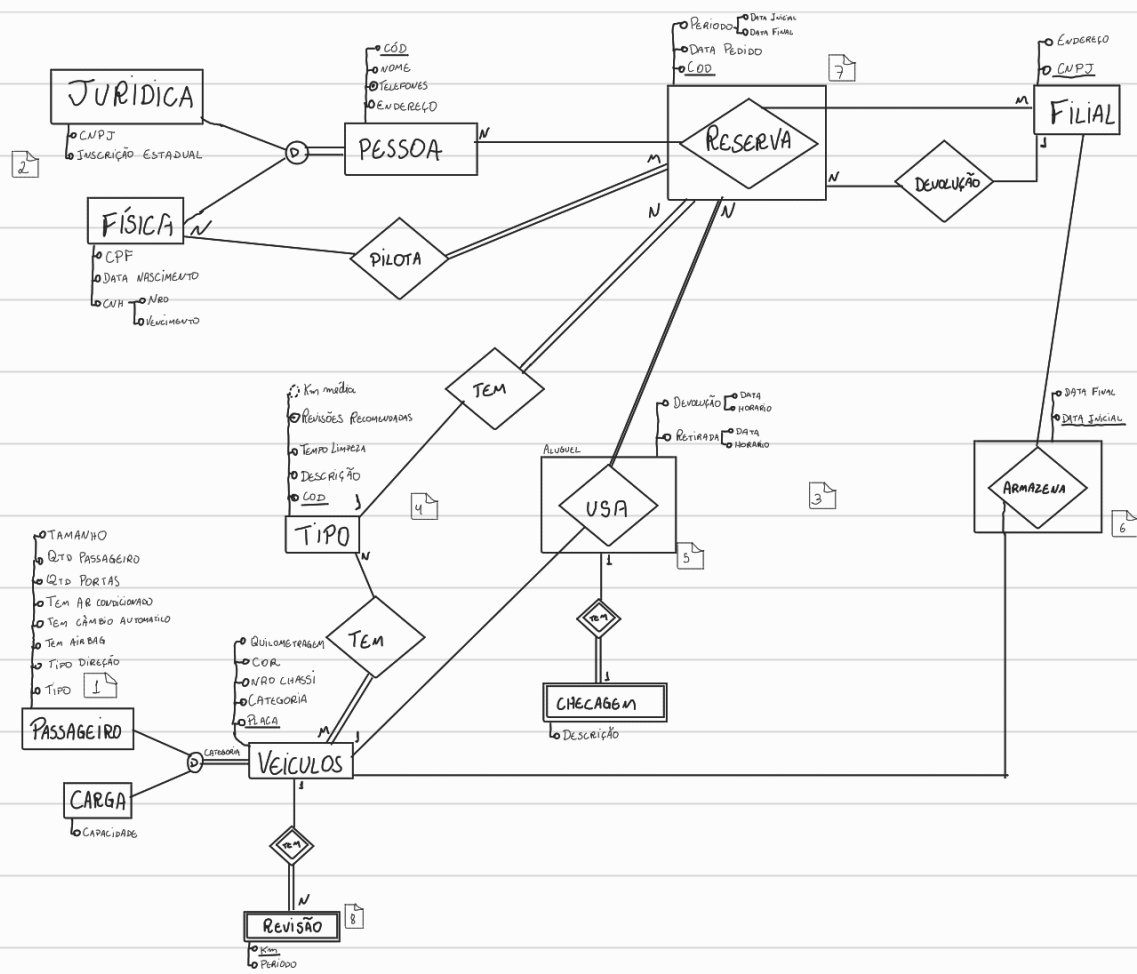 JURÍDICA
CNPJ
INSCRIÇÃO ESTADUAL
2
FÍSICA
N
CPF
DATA NASCIMENTO
CNH
NRO
VENCIMENTO
CÓD
NOME
TELEFONES
ENDEREÇO
D
PESSOA
N
PILOTA
M
PERIODO
DATA INICIAL
DATA FINAL
DATA PEDIDO
COD
7
RESERVA
M
N
N
N
DEVOLUÇÃO
1
ENDEREÇO
CNPJ
FILIAL
TEM
Km média
REVISÕES RECOMENDADAS
TEMPO LIMPEZA
DESCRIÇÃO
COD
1
TIPO
N
4
DEVOLUÇÃO
DATA
HORARIO
RETIRADA
DATA
HORARIO
ALUGUEL
USA
3
5
1
TEM
1
CHECAGEM
DESCRIÇÃO
DATA FINAL
DATA INICIAL
ARMAZENA
6
TAMANHO
QTD PASSAGEIRO
QTD PORTAS
TEM AR CONDICIONADO
TEM CÂMBIO AUTOMATICO
TEM AIRBAG
TIPO DIREÇÃO
TIPO
1
PASSAGEIRO
CARGA
CAPACIDADE
D
CATEGORIA
TEM
M
QUILOMETRAGEM
COR
NRO CHASSI
CATEGORIA
PLACA
1
VEICULOS
1
TEM
N
REVISÃO
8
Km
PERIODO